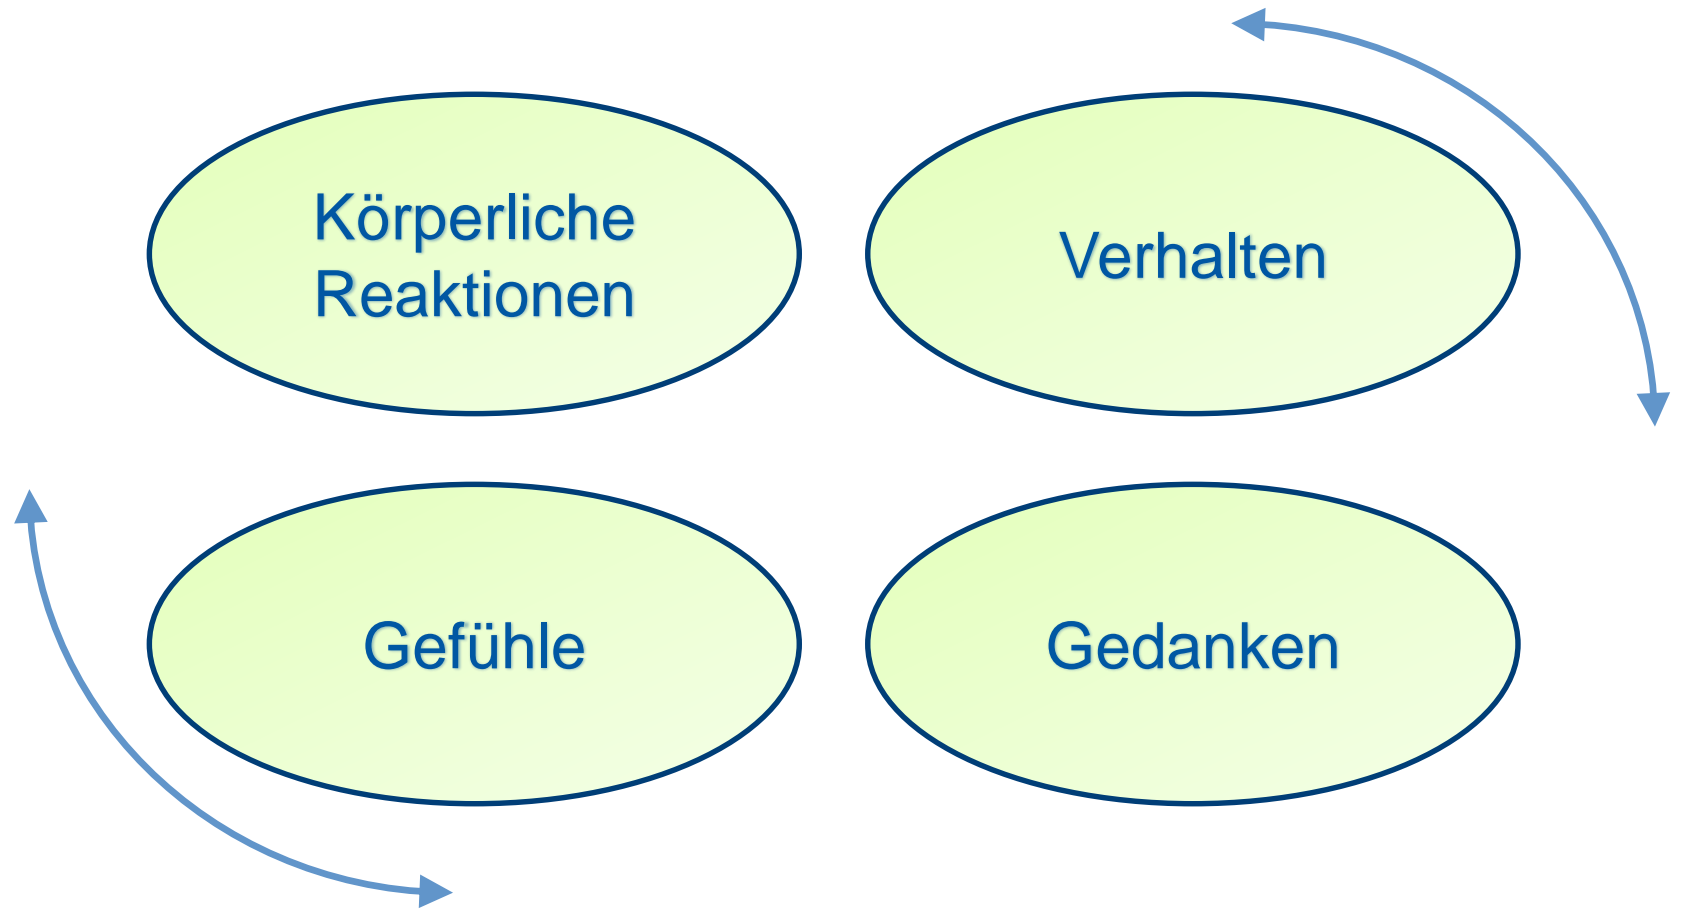 Körperliche
Reaktionen
Verhalten
Gefühle
Gedanken